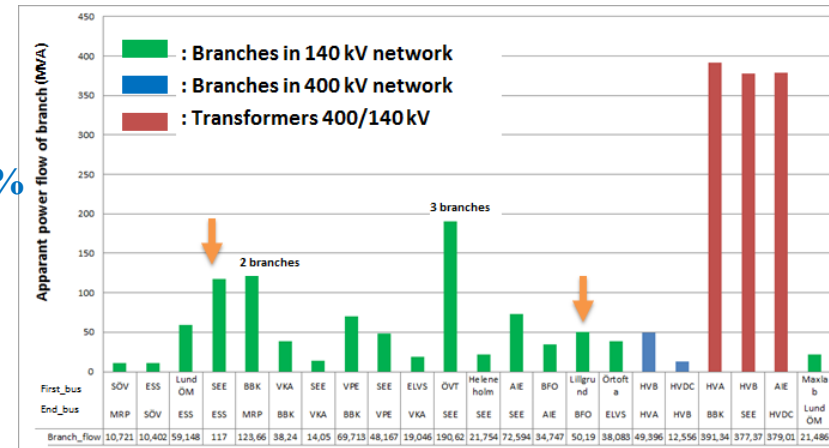 450
400
350
300
250
200
150
100
50
0
Apparant power flow of branch (MVA)
%
: Branches in 140 kV network
: Branches in 400 kV network
: Transformers 400/140 kV
3 branches
2 branches
First_bus SÖV ESS Lund ÖM SEE BBK VKA SEE VPE SEE ELVS ÖVT Helene holm AIE BFO Lillgru nd Örtoft a HVB HVDC HVA HVB AIE Maxla b
End_bus MRP SÖV ESS ESS MRP BBK VKA BBK VPE VKA SEE SEE SEE AIE BFO ELVS HVA HVB BBK SEE HVDC Lund ÖM
Branch_flow 10,721 10,402 59,148 117 123,66 38,24 14,05 69,713 48,167 19,046 190,62 21,754 72,594 34,747 50,19 38,083 49,396 12,556 391,34 377,37 379,01